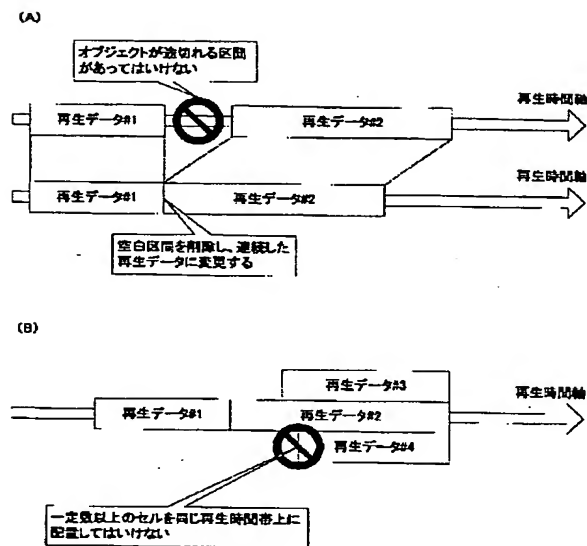 (A)
オブジェクトが途切れる区間
があってはいけない
再生時間軸
再生データ#1
再生データ#2
再生時間軸
再生データ#1
再生データ#2
空白区間を削除し、連続した
再生データに変更する
(B)
再生データ#3
再生時間軸
再生データ#1
再生データ#2
再生データ#4
一定数以上のセルを同じ再生時間帯上に
配置してはいけない